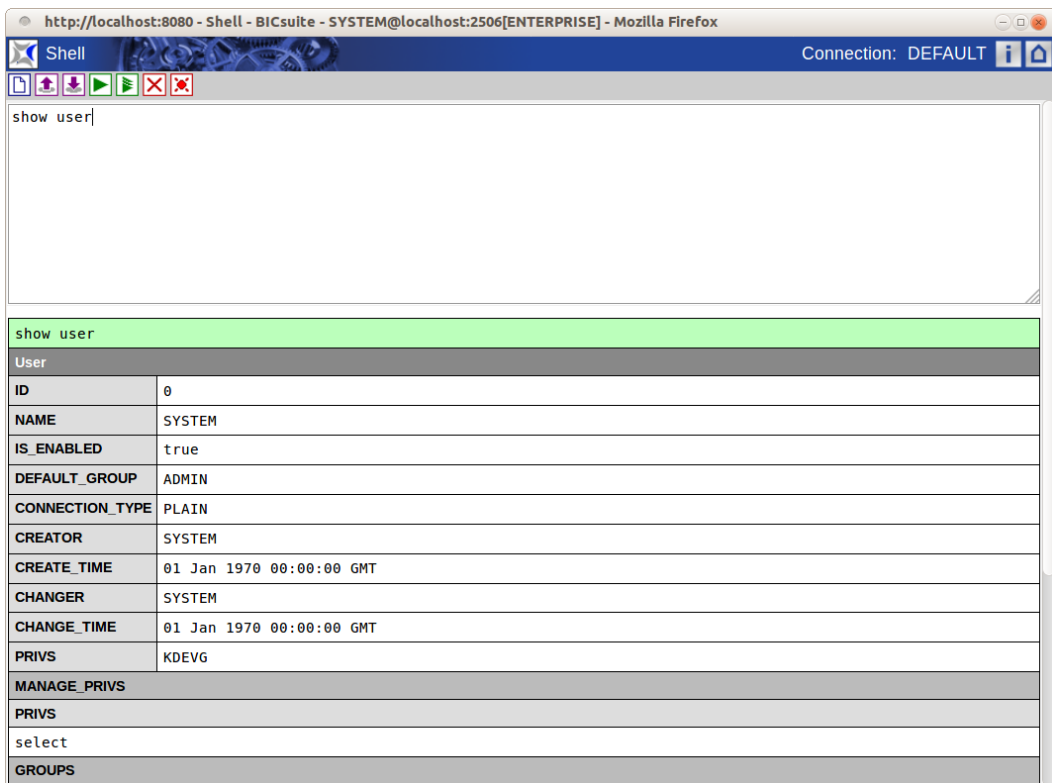 http://localhost:8080 - Shell - BICsuite - SYSTEM@localhost:2506[ENTERPRISE] - Mozilla Firefox
Shell Connection: DEFAULT
show user
show user
User
ID 0
NAME SYSTEM
IS_ENABLED true
DEFAULT_GROUP ADMIN
CONNECTION_TYPE PLAIN
CREATOR SYSTEM
CREATE_TIME 01 Jan 1970 00:00:00 GMT
CHANGER SYSTEM
CHANGE_TIME 01 Jan 1970 00:00:00 GMT
PRIVS KDEVG
MANAGE_PRIVS
PRIVS
select
GROUPS